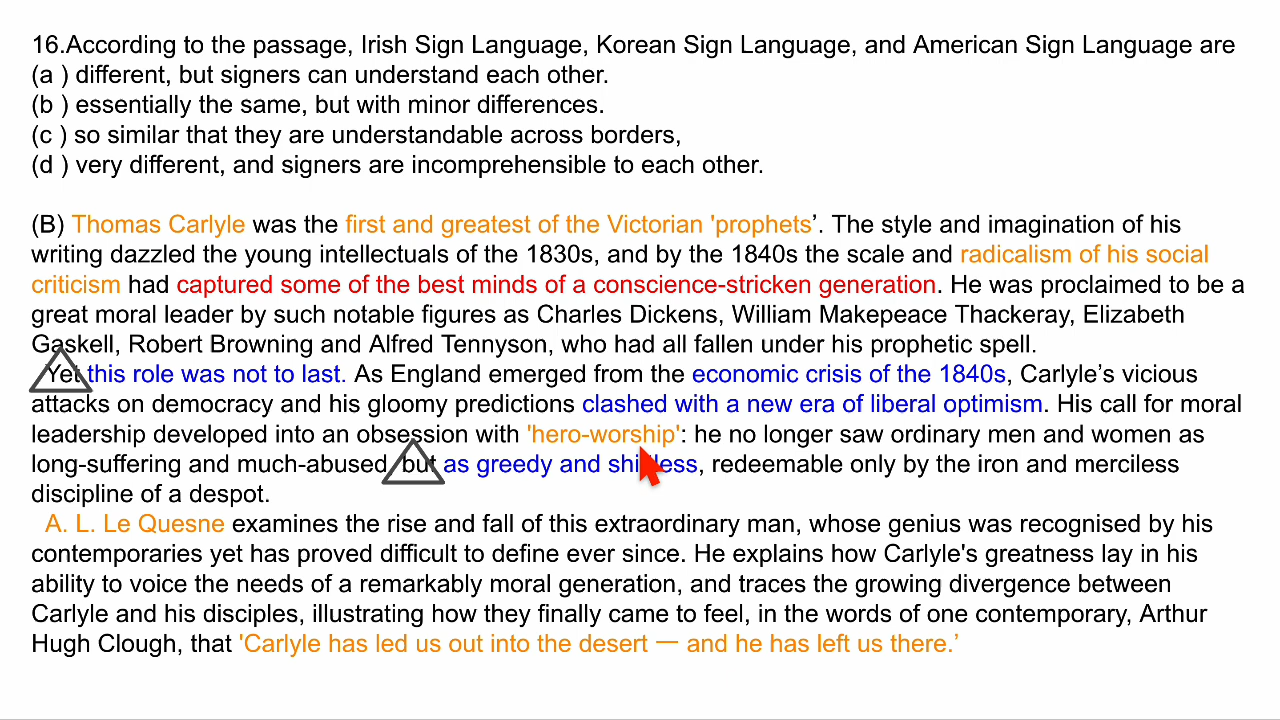 16.According to the passage, Irish Sign Language, Korean Sign Language, and American Sign Language are
(a ) different, but signers can understand each other.
(b ) essentially the same, but with minor differences.
(c ) so similar that they are understandable across borders,
(d ) very different, and signers are incomprehensible to each other.
(B) Thomas Carlyle was the first and greatest of the Victorian 'prophets’. The style and imagination of his
writing dazzled the young intellectuals of the 1830s, and by the 1840s the scale and radicalism of his social
criticism had captured some of the best minds of a conscience-stricken generation. He was proclaimed to be a
great moral leader by such notable figures as Charles Dickens, William Makepeace Thackeray, Elizabeth
Gaskell, Robert Browning and Alfred Tennyson, who had all fallen under his prophetic spell.
Yet this role was not to last. As England emerged from the economic crisis of the 1840s, Carlyle’s vicious
attacks on democracy and his gloomy predictions clashed with a new era of liberal optimism. His call for moral
leadership developed into an obsession with 'hero-worship': he no longer saw ordinary men and women as
long-suffering and much-abused, but as greedy and shiftless, redeemable only by the iron and merciless
discipline of a despot.
A. L. Le Quesne examines the rise and fall of this extraordinary man, whose genius was recognised by his
contemporaries yet has proved difficult to define ever since. He explains how Carlyle's greatness lay in his
ability to voice the needs of a remarkably moral generation, and traces the growing divergence between
Carlyle and his disciples, illustrating how they finally came to feel, in the words of one contemporary, Arthur
Hugh Clough, that 'Carlyle has led us out into the desert — and he has left us there.’